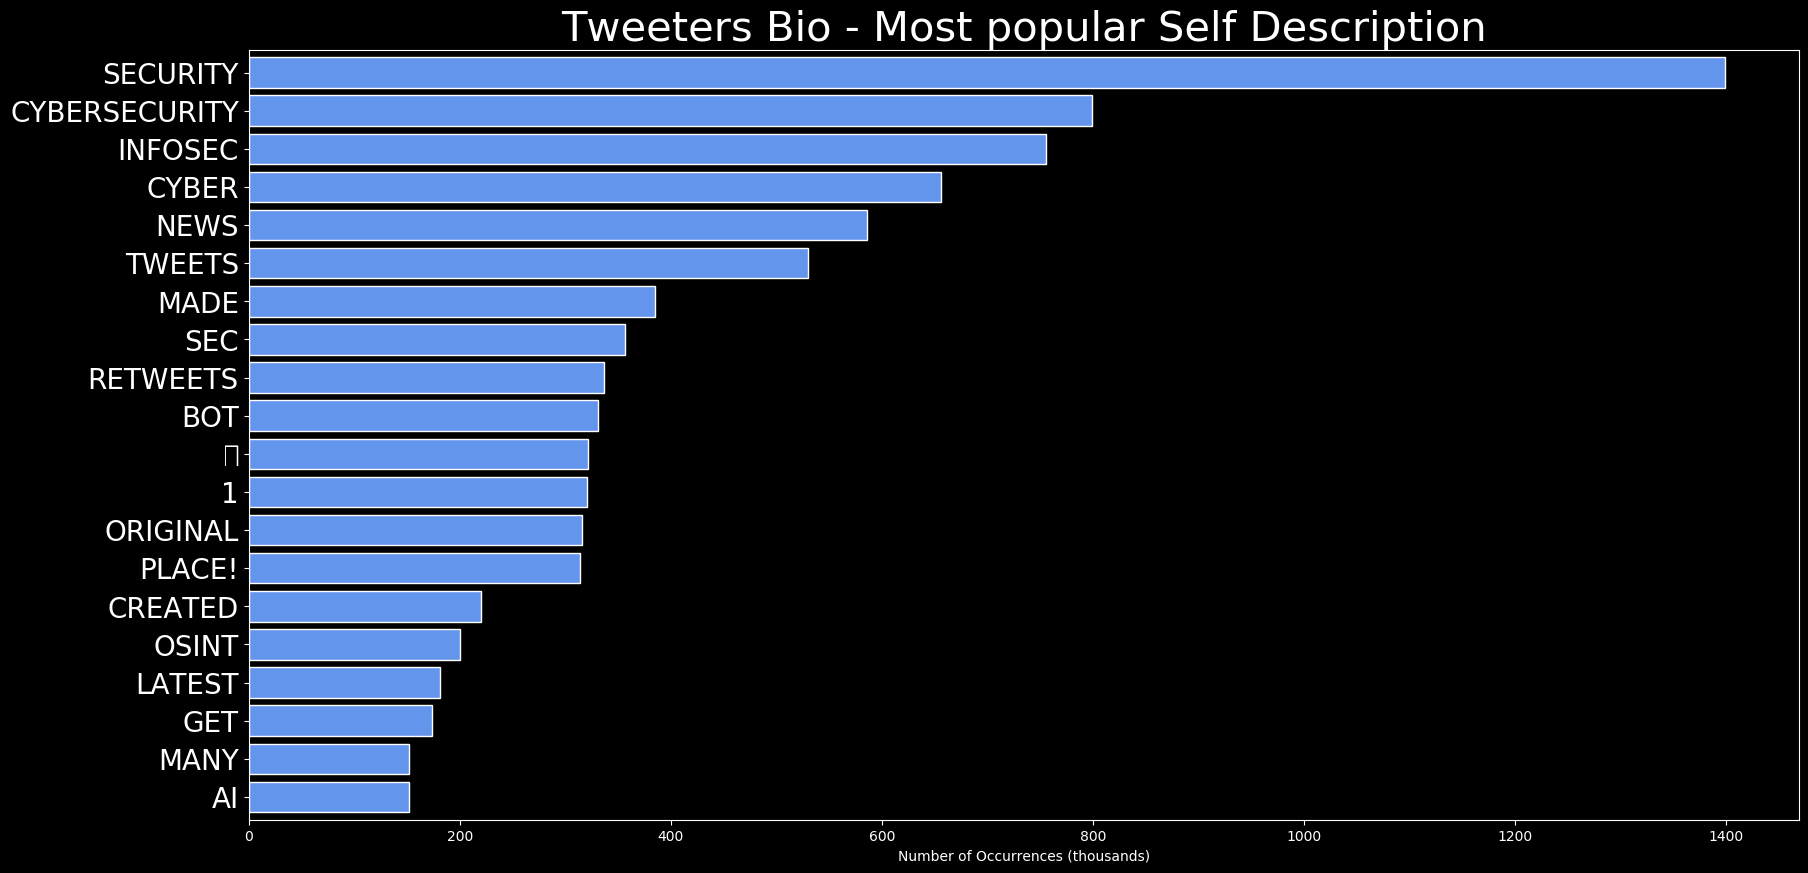 Tweeters Bio - Most popular Self Description
SECURITY
CYBERSECURITY
INFOSEC
CYBER
NEWS
TWEETS
MADE
SEC
RETWEETS
BOT
1
ORIGINAL
PLACE!
CREATED
OSINT
LATEST
GET
MANY
AI
0 200 400 600 800 1000 1200 1400
Number of Occurrences (thousands)